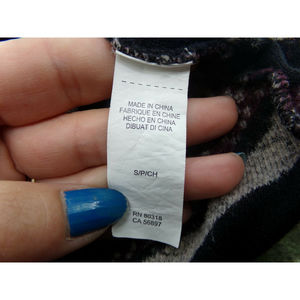 MADE IN CHINA
FABRIQUE EN CHINE
HECHO EN CHINA
DIBUAT DI CINA
S/P/CH
RN 80318
CA 56897